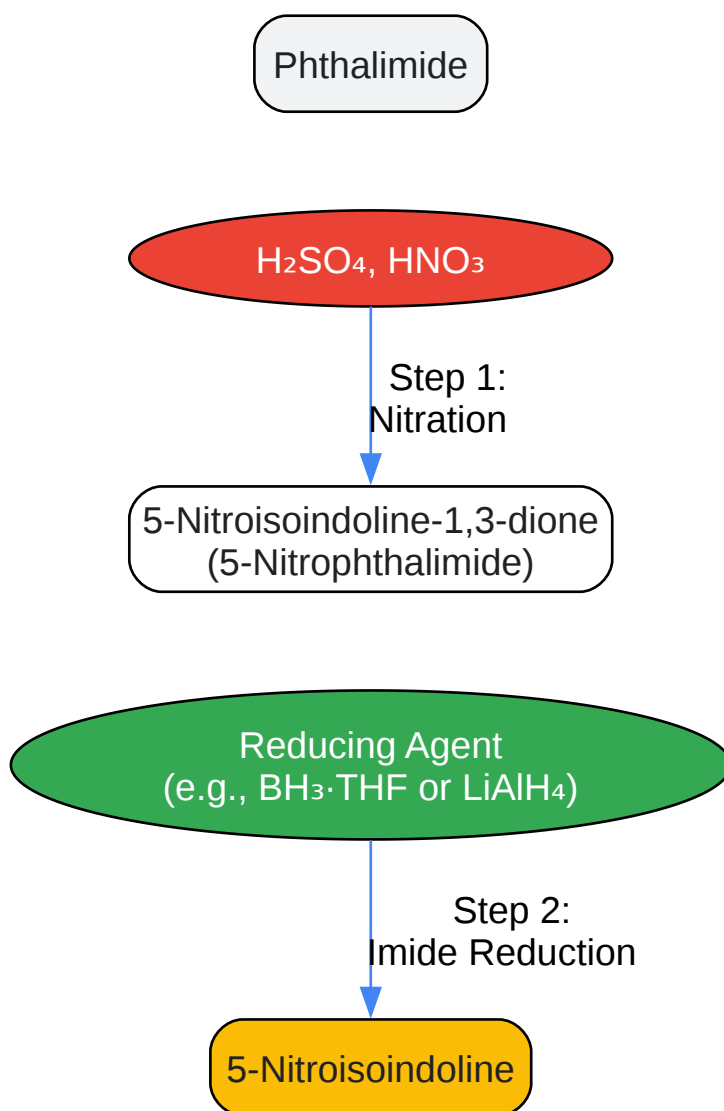 Phthalimide
H₂SO₄, HNO₃
Step 1:
Nitration
5-Nitroisoindoline-1,3-dione
(5-Nitrophthalimide)
Reducing Agent
(e.g., BH₃·THF or LiAlH₄)
Step 2:
Imide Reduction
5-Nitroisoindoline